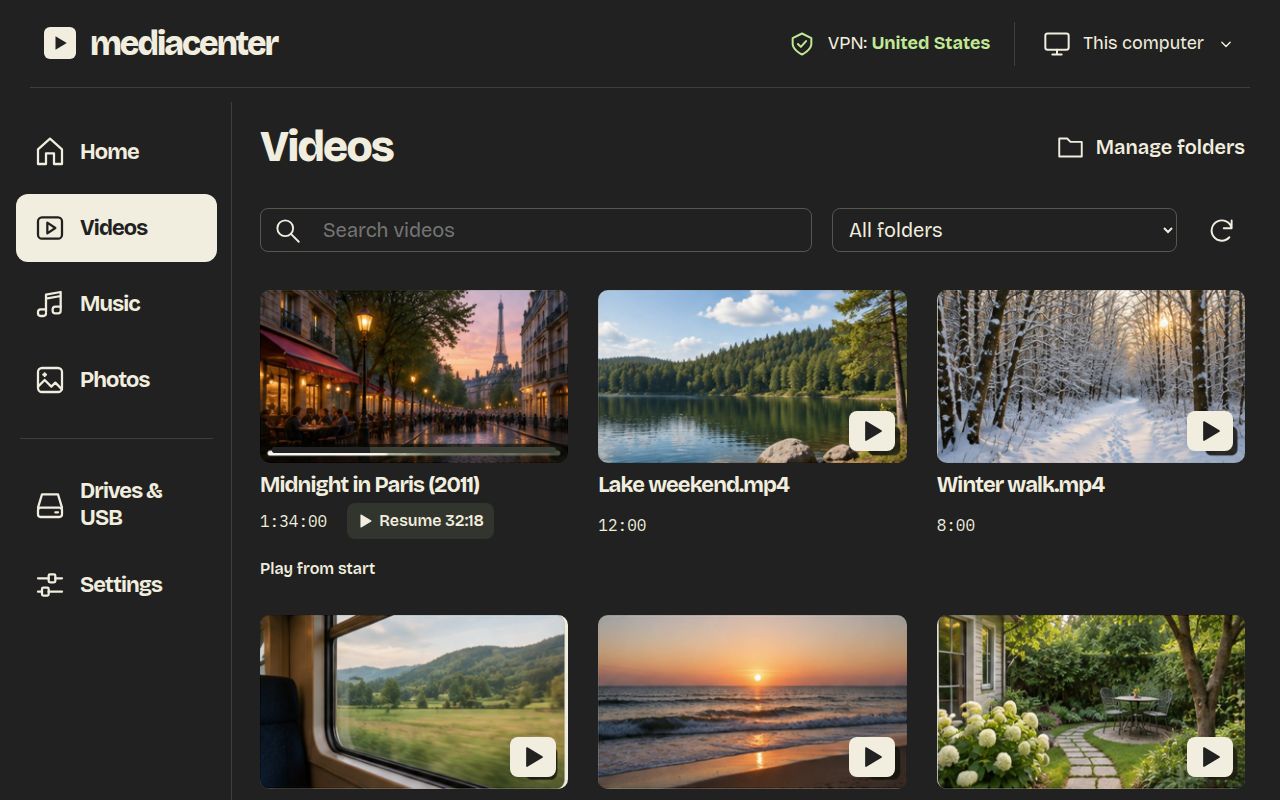 mediacenter
VPN: United States
This computer
Home
Videos
Music
Photos
Drives &
USB
Settings
Videos
Manage folders
Search videos
All folders
Midnight in Paris (2011)
1:34:00
Resume 32:18
Play from start
Lake weekend.mp4
12:00
Winter walk.mp4
8:00